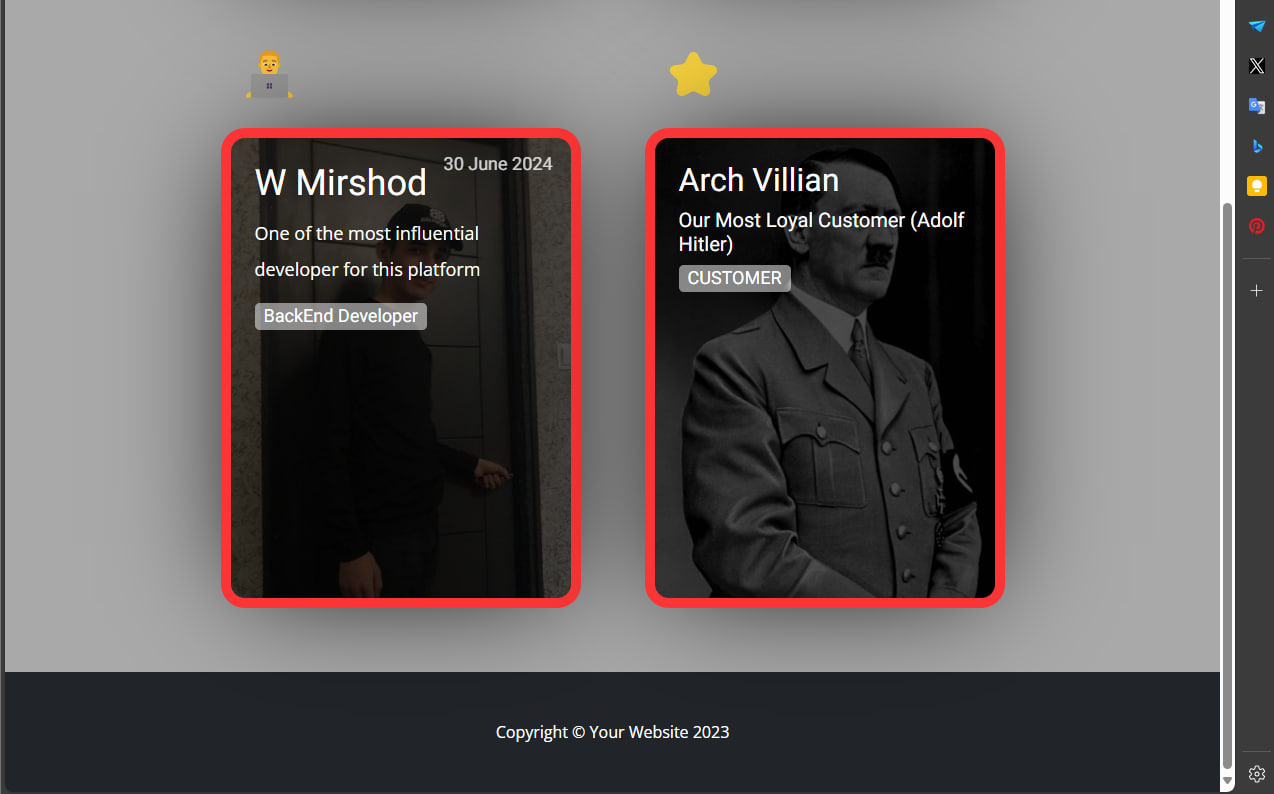 30 June 2024
W Mirshod
One of the most influential
developer for this platform
BackEnd Developer
Arch Villian
Our Most Loyal Customer (Adolf
Hitler)
CUSTOMER
Copyright © Your Website 2023